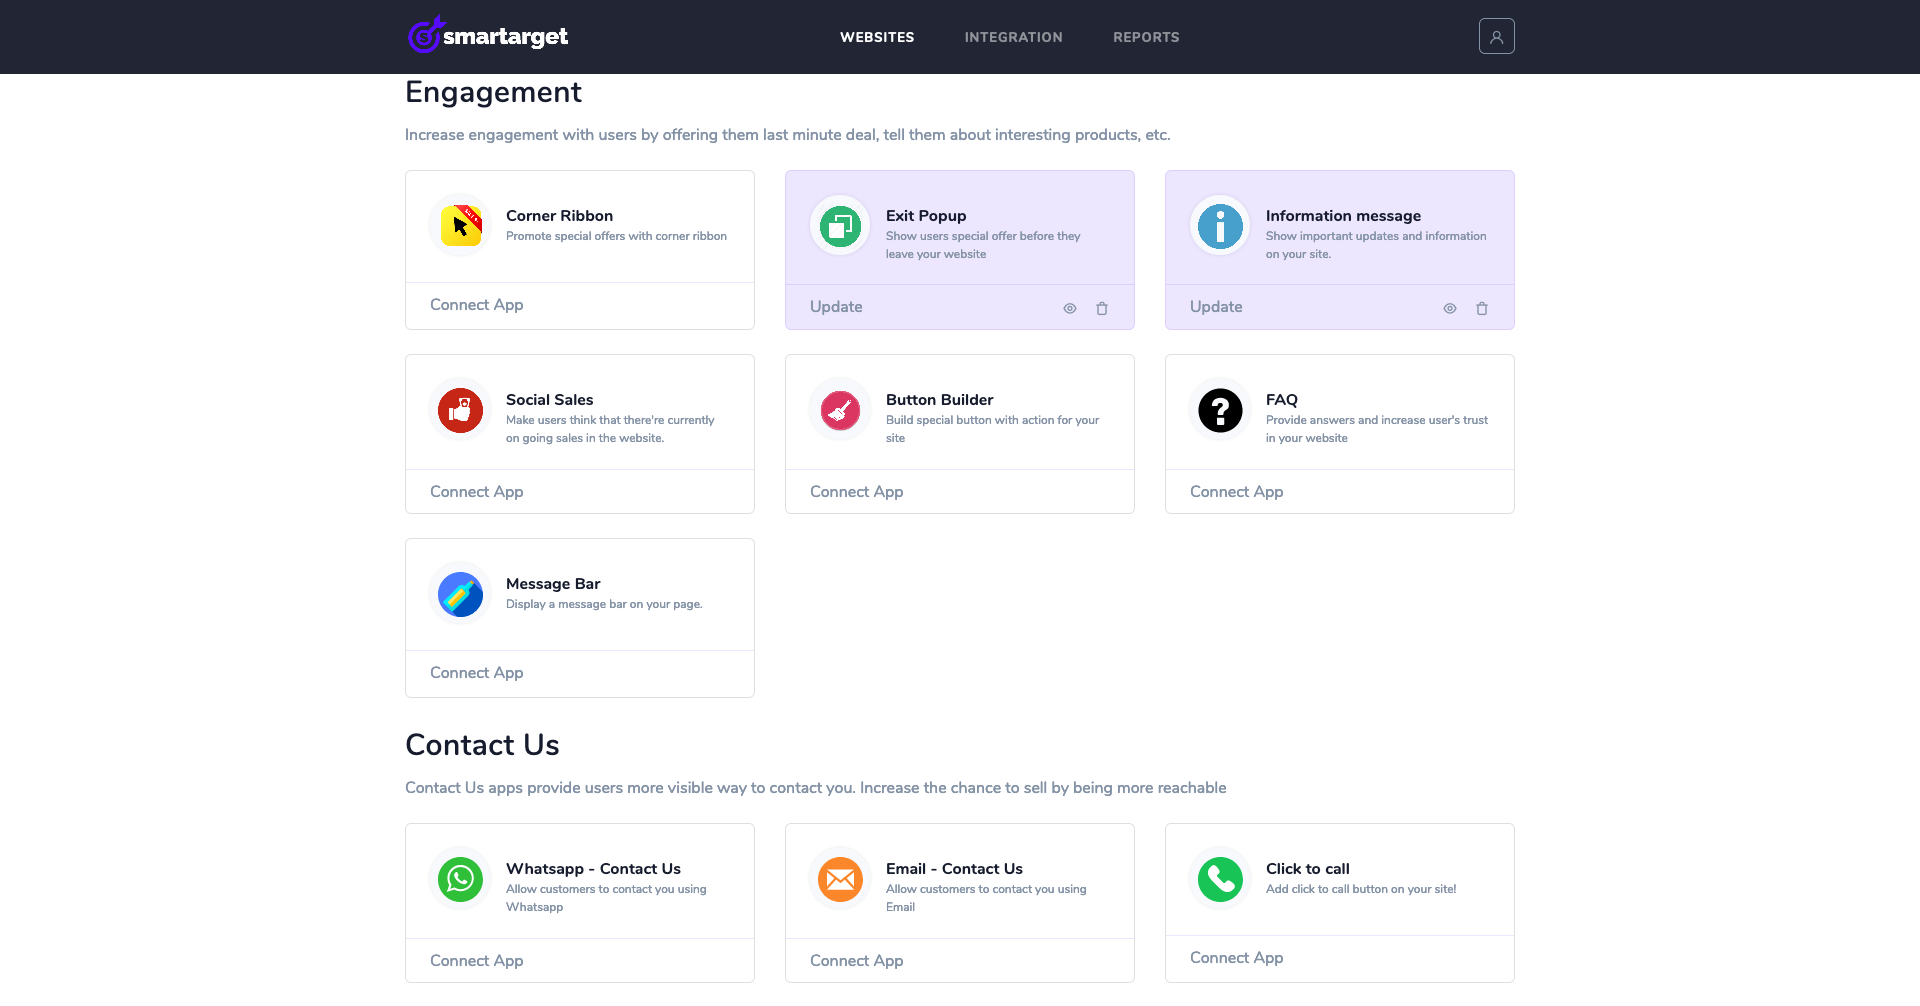 smartarget
WEBSITES
INTEGRATION
REPORTS
Engagement
Increase engagement with users by offering them last minute deal, tell them about interesting products, etc.
Corner Ribbon
Promote special offers with corner ribbon
Connect App
Exit Popup
Show users special offer before they
leave your website
Update
Information message
Show important updates and information
on your site.
Update
Social Sales
Make users think that there're currently
on going sales in the website.
Connect App
Button Builder
Build special button with action for your
site
Connect App
FAQ
Provide answers and increase user's trust
in your website
Connect App
Message Bar
Display a message bar on your page.
Connect App
Contact Us
Contact Us apps provide users more visible way to contact you. Increase the chance to sell by being more reachable
Whatsapp - Contact Us
Allow customers to contact you using
Whatsapp
Connect App
Email - Contact Us
Allow customers to contact you using
Email
Connect App
Click to call
Add click to call button on your site!
Connect App